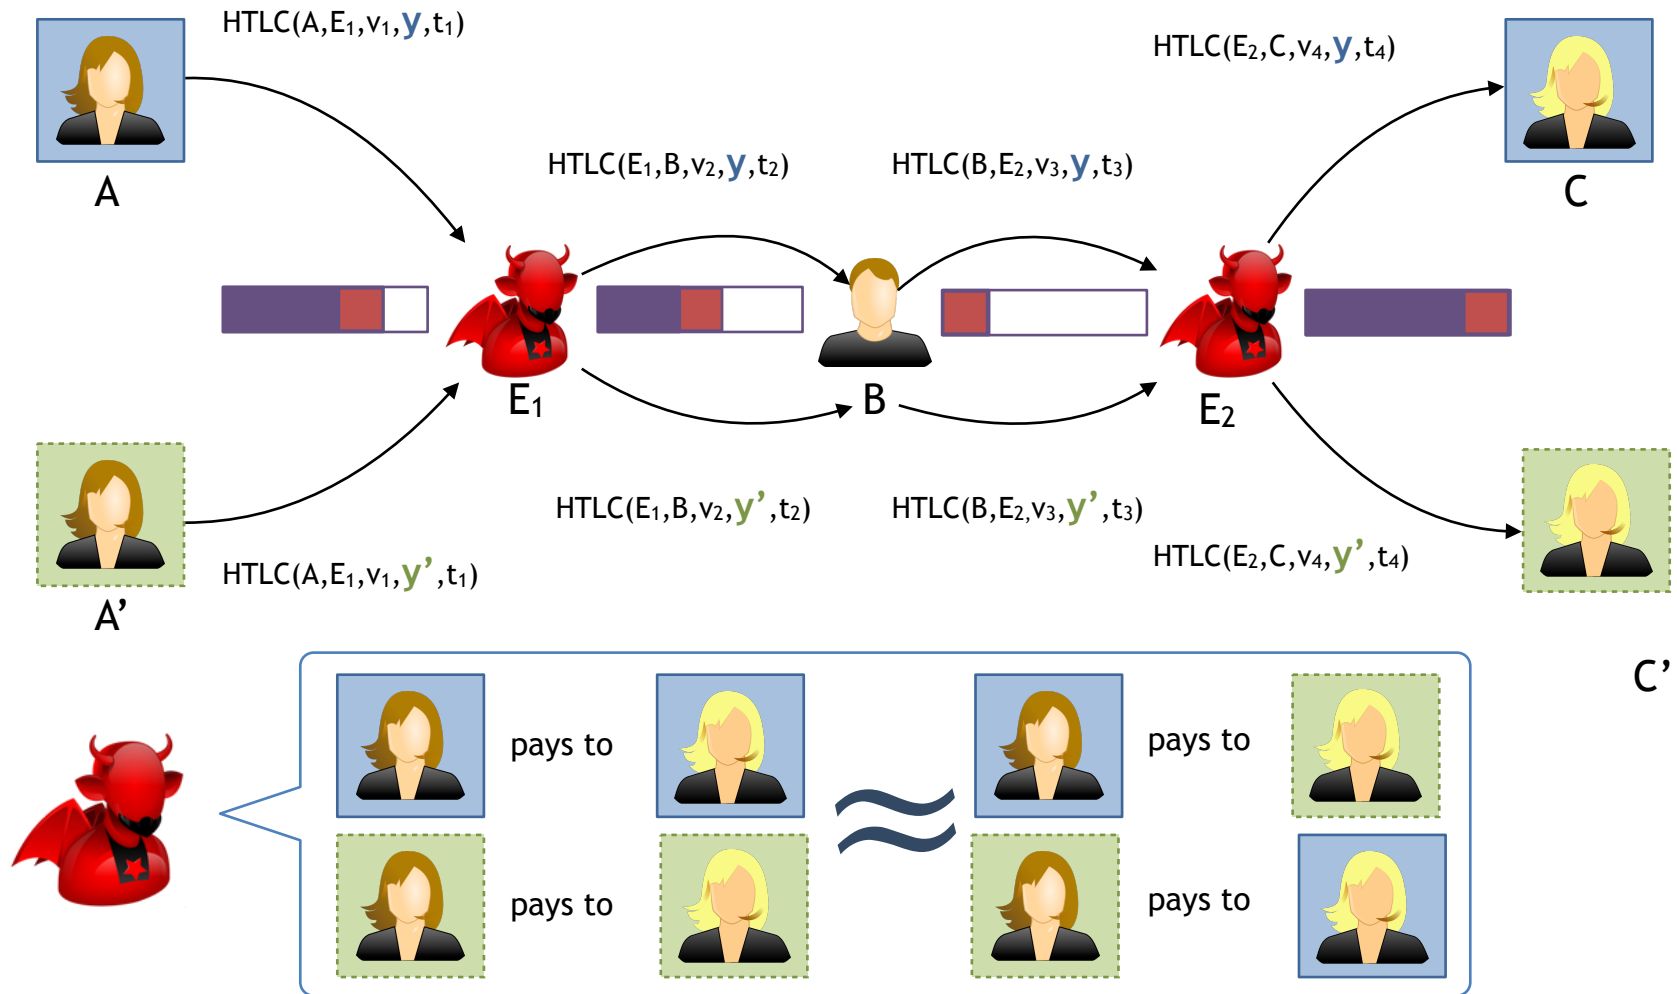 HTLC(A,E₁,v₁,y,t₁)
HTLC(E₂,C,v₄,y,t₄)
HTLC(E₁,B,v₂,y,t₂)
HTLC(B,E₂,v₃,y,t₃)
A
C
E₁
B
E₂
HTLC(E₁,B,v₂,y’,t₂)
HTLC(B,E₂,v₃,y’,t₃)
HTLC(A,E₁,v₁,y’,t₁)
HTLC(E₂,C,v₄,y’,t₄)
A’
C’
pays to
pays to
pays to
pays to